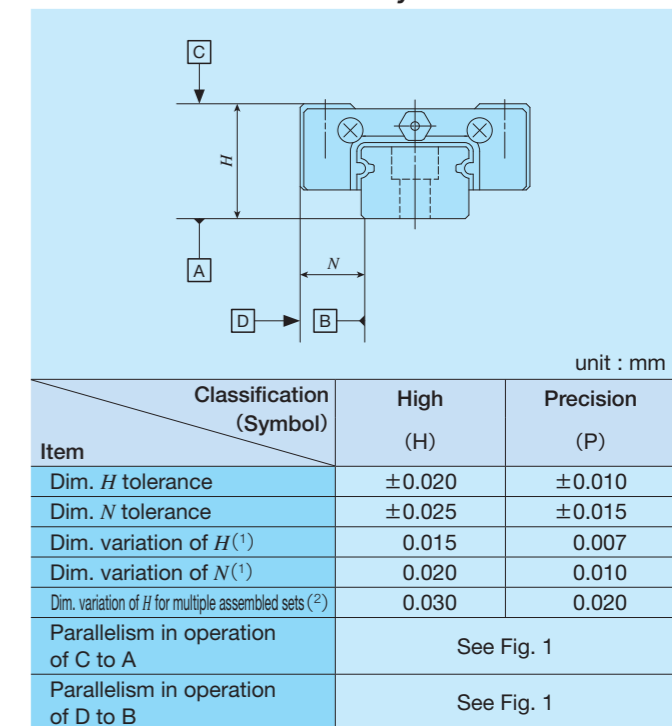 C
H
A
N
D
B
unit : mm
Classification
(Symbol)
Item
High
(H)
Precision
(P)
Dim. H tolerance ±0.020 ±0.010
Dim. N tolerance ±0.025 ±0.015
Dim. variation of H(1) 0.015 0.007
Dim. variation of N(1) 0.020 0.010
Dim. variation of H for multiple assembled sets (2) 0.030 0.020
Parallelism in operation
of C to A
See Fig. 1
Parallelism in operation
of D to B
See Fig. 1